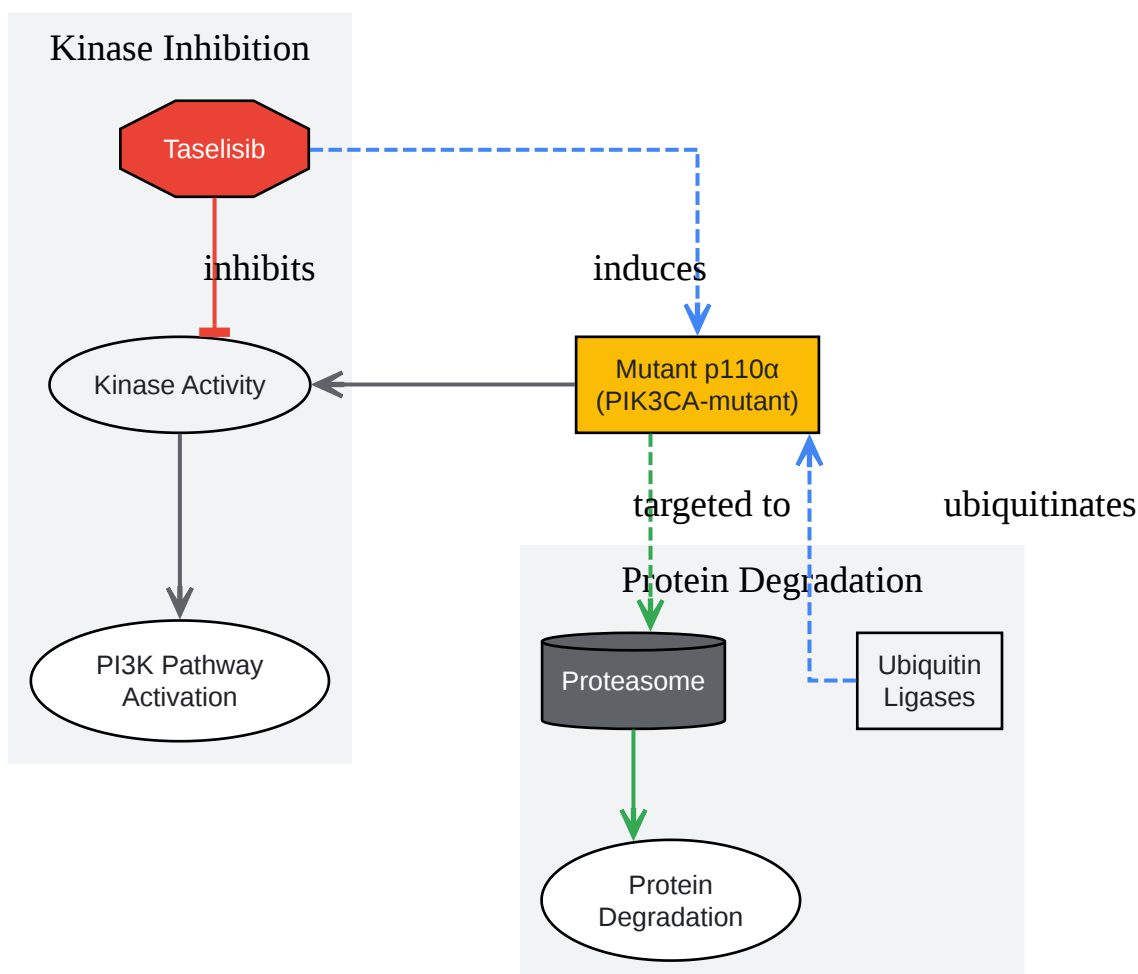 Kinase Inhibition
Taselisib
inhibits
induces
Kinase Activity
Mutant p110α
(PIK3CA-mutant)
targeted to
ubiquitinates
Protein Degradation
PI3K Pathway
Activation
Proteasome
Ubiquitin
Ligases
Protein
Degradation